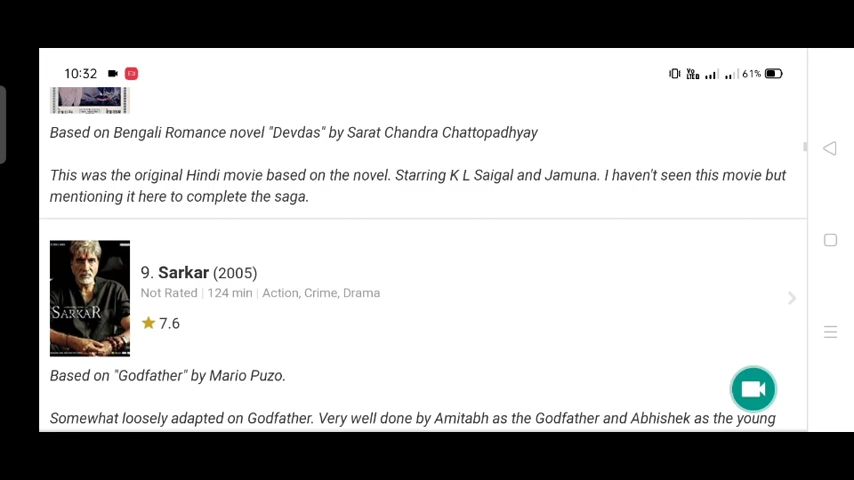 10:32
Vo LTE 61%
Based on Bengali Romance novel "Devdas" by Sarat Chandra Chattopadhyay
This was the original Hindi movie based on the novel. Starring K L Saigal and Jamuna. I haven't seen this movie but
mentioning it here to complete the saga.
9. Sarkar (2005)
Not Rated | 124 min | Action, Crime, Drama
7.6
SARKAR
Based on "Godfather" by Mario Puzo.
Somewhat loosely adapted on Godfather. Very well done by Amitabh as the Godfather and Abhishek as the young